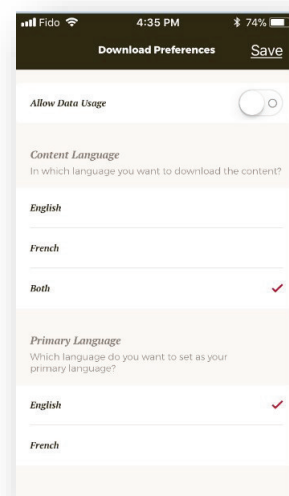 Fido 4:35 PM 74%
Download Preferences Save
Allow Data Usage
Content Language
In which language you want to download the content?
English
French
Both
Primary Language
Which language do you want to set as your
primary language?
English
French